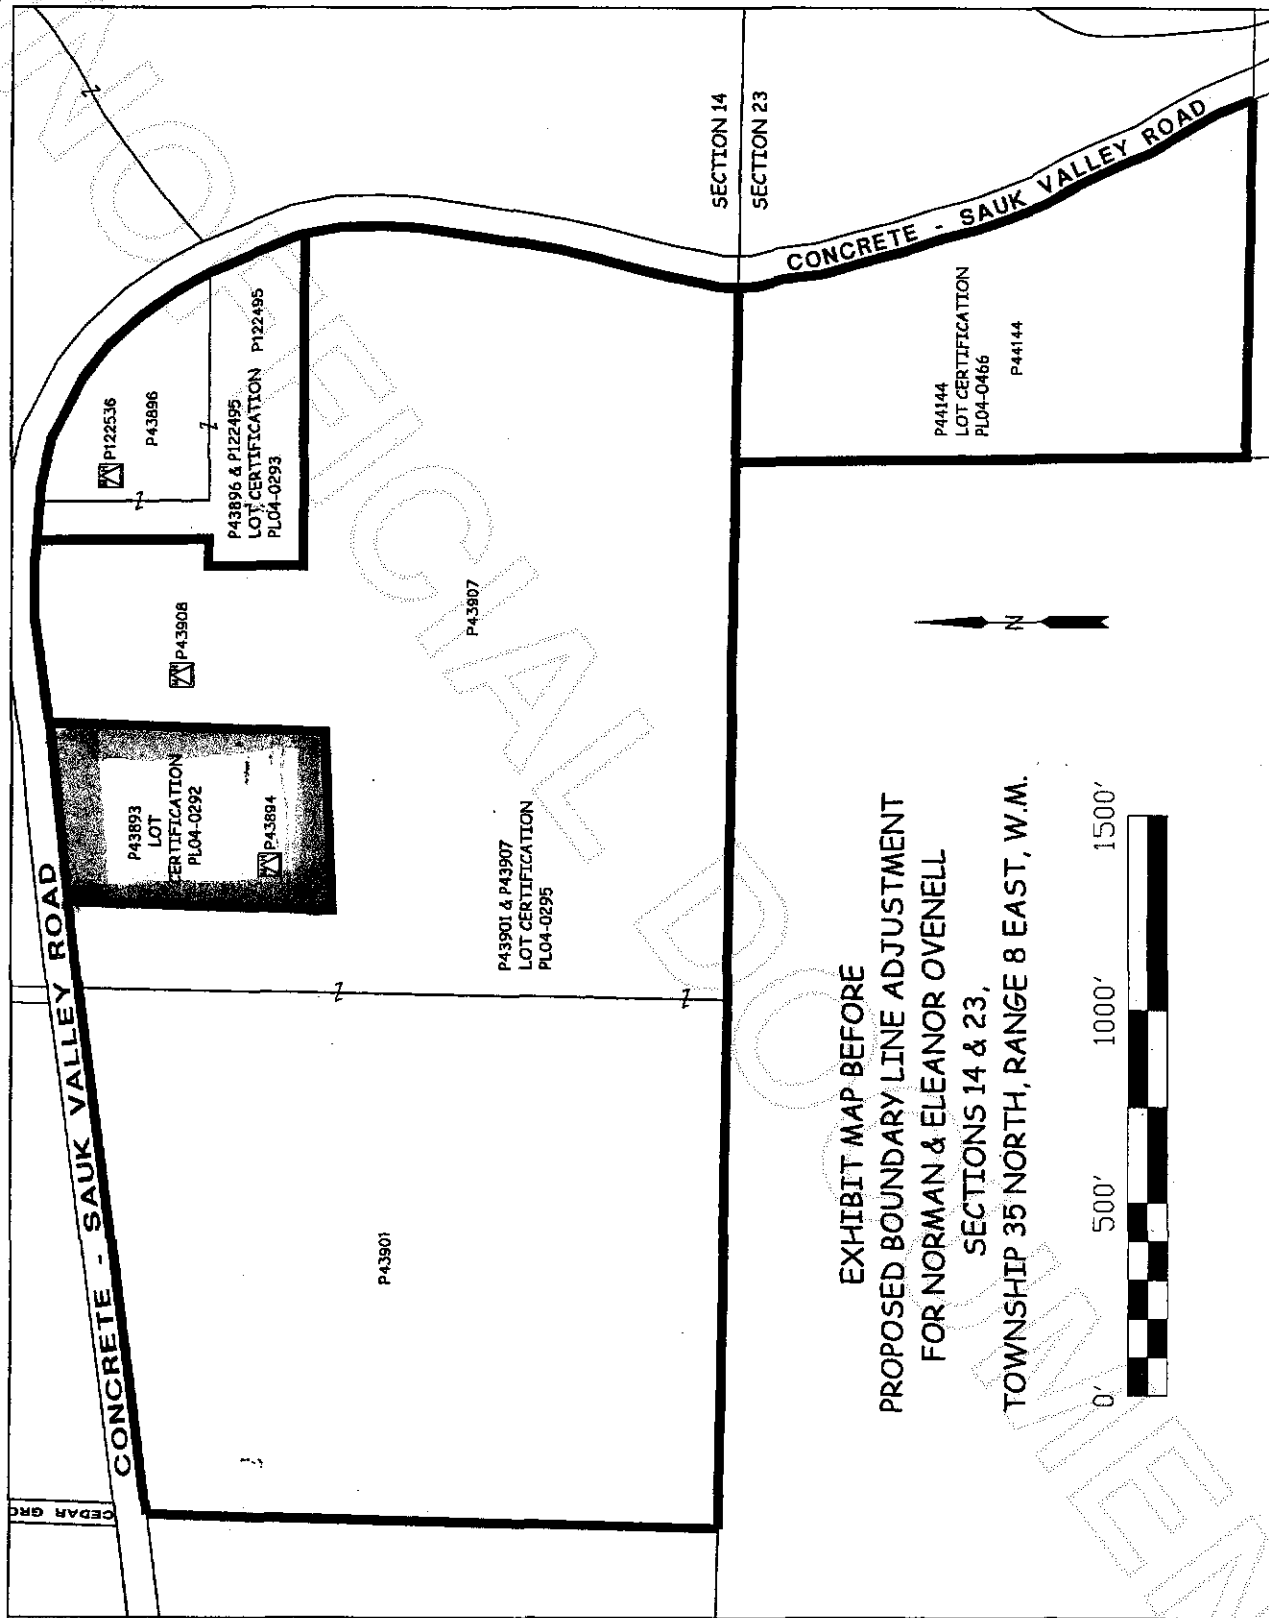 CEDAR GRO
CONCRETE - SAUK VALLEY ROAD
P43893
LOT
CERTIFICATION
PL04-0292
P43894
P43908
P122536
P43896
P43896 & P122495
LOT CERTIFICATION P122495
PL04-0293
P43901
P43901 & P43907
LOT CERTIFICATION
PL04-0295
P43907
SECTION 14
SECTION 23
CONCRETE - SAUK VALLEY ROAD
P44144
LOT CERTIFICATION
PL04-0466
P44144
N
EXHIBIT MAP BEFORE
PROPOSED BOUNDARY LINE ADJUSTMENT
FOR NORMAN & ELEANOR OVENELL
SECTIONS 14 & 23,
TOWNSHIP 35 NORTH, RANGE 8 EAST, W.M.
0' 500' 1000' 1500'
UNOFFICIAL DOCUMENT